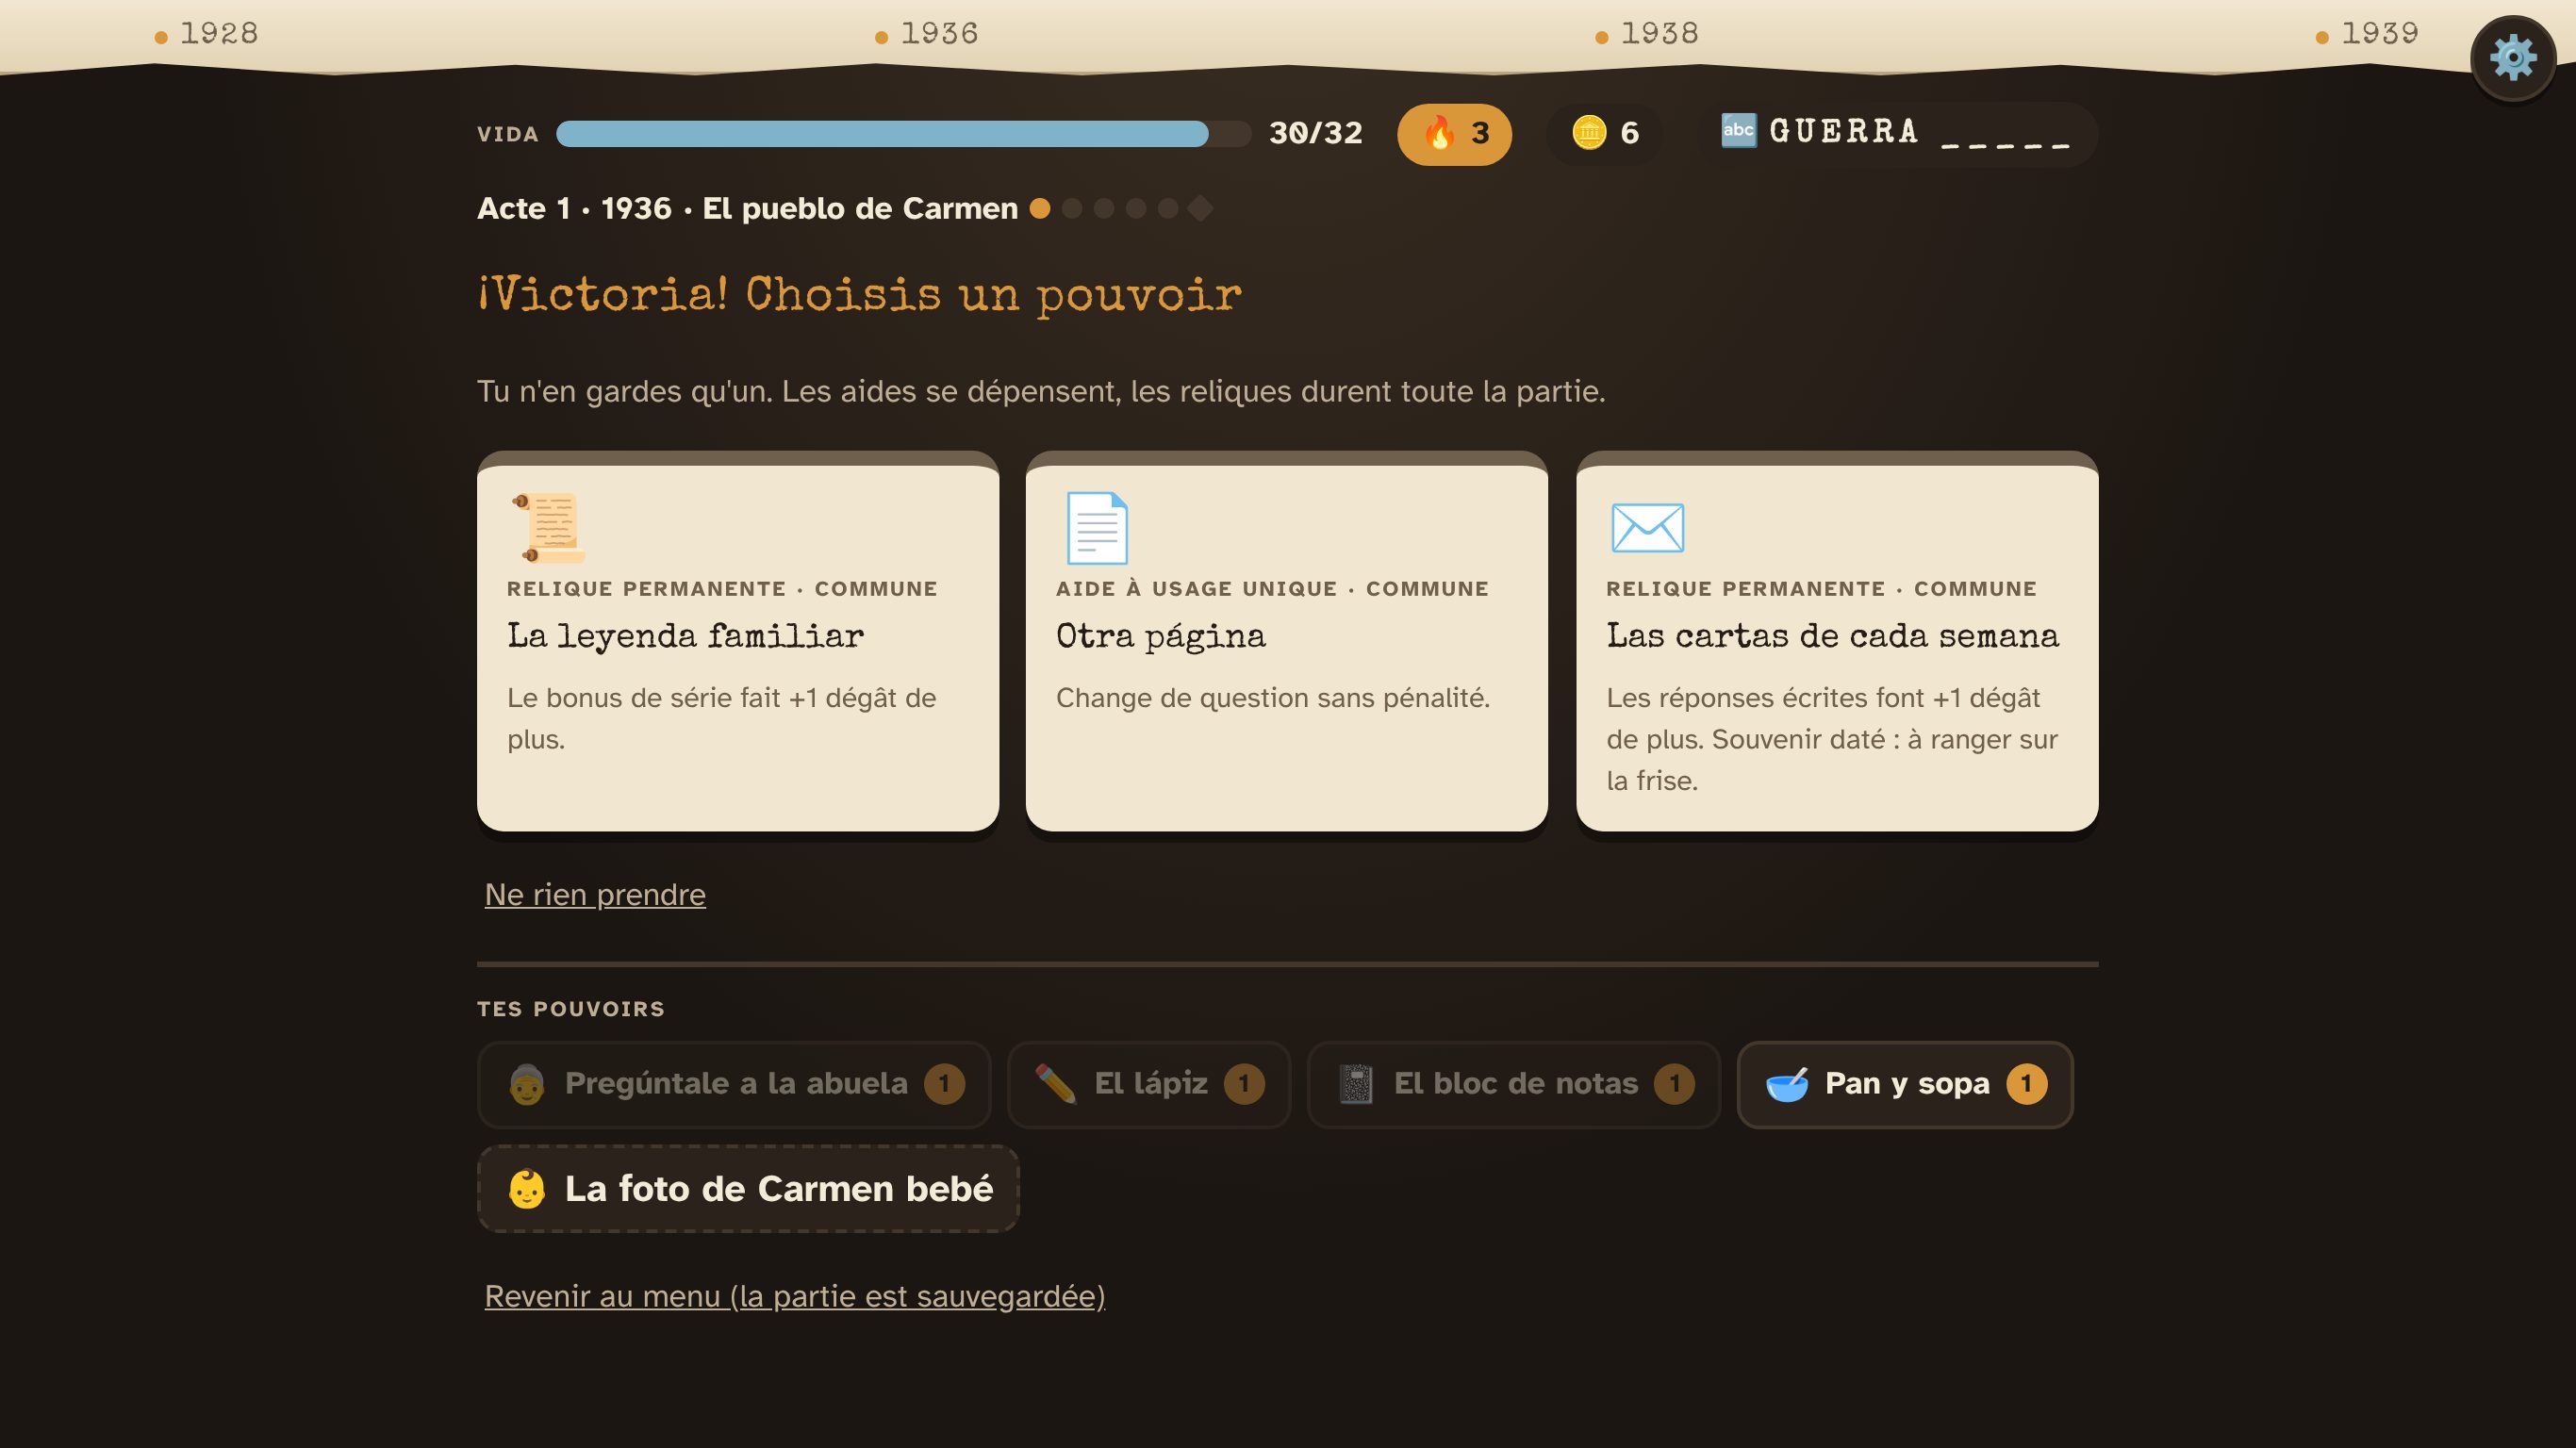 1928 1936 1938 1939
VIDA 30/32 3 6 abc GUERRA _ _ _ _ _
Acte 1 · 1936 · El pueblo de Carmen
¡Victoria! Choisis un pouvoir
Tu n'en gardes qu'un. Les aides se dépensent, les reliques durent toute la partie.
RELIQUE PERMANENTE · COMMUNE
La leyenda familiar
Le bonus de série fait +1 dégât de
plus.
AIDE À USAGE UNIQUE · COMMUNE
Otra página
Change de question sans pénalité.
RELIQUE PERMANENTE · COMMUNE
Las cartas de cada semana
Les réponses écrites font +1 dégât
de plus. Souvenir daté : à ranger sur
la frise.
Ne rien prendre
TES POUVOIRS
Pregúntale a la abuela 1 El lápiz 1 El bloc de notas 1 Pan y sopa 1
La foto de Carmen bebé
Revenir au menu (la partie est sauvegardée)